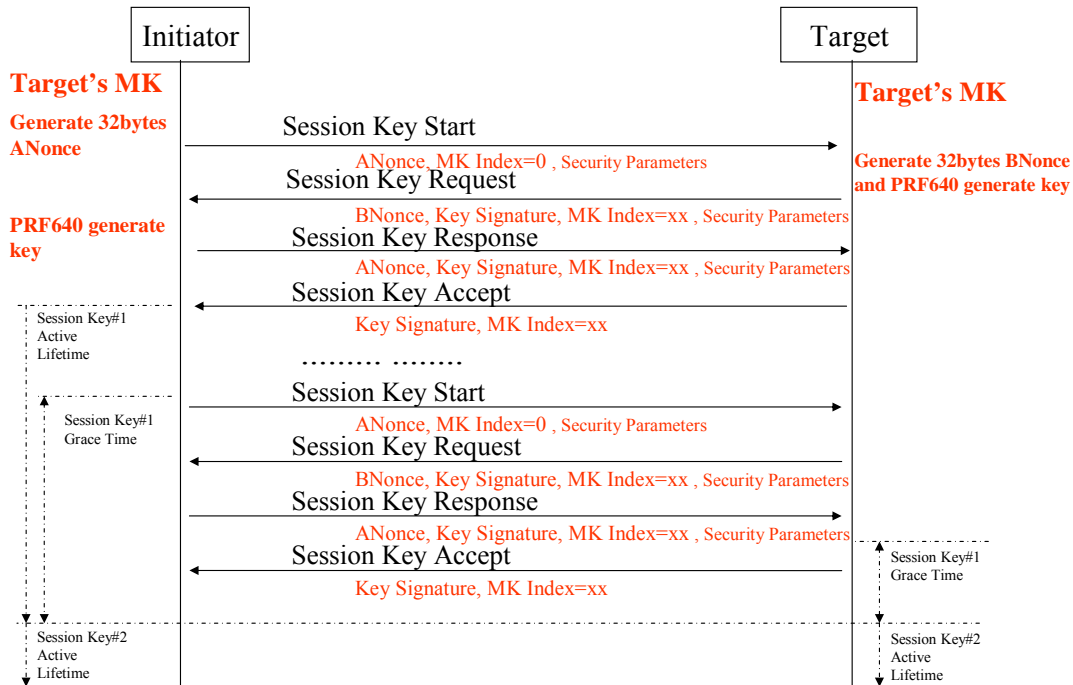 Initiator
Target
Target's MK
Target's MK
Generate 32bytes
ANonce
Session Key Start
ANonce, MK Index=0 , Security Parameters
Generate 32bytes BNonce
and PRF640 generate key
Session Key Request
BNonce, Key Signature, MK Index=xx , Security Parameters
PRF640 generate
key
Session Key Response
ANonce, Key Signature, MK Index=xx , Security Parameters
Session Key Accept
Key Signature, MK Index=xx
Session Key#1
Active
Lifetime
......... ........
Session Key Start
ANonce, MK Index=0 , Security Parameters
Session Key#1
Grace Time
Session Key Request
BNonce, Key Signature, MK Index=xx , Security Parameters
Session Key Response
ANonce, Key Signature, MK Index=xx , Security Parameters
Session Key Accept
Key Signature, MK Index=xx
Session Key#1
Grace Time
Session Key#2
Active
Lifetime
Session Key#2
Active
Lifetime